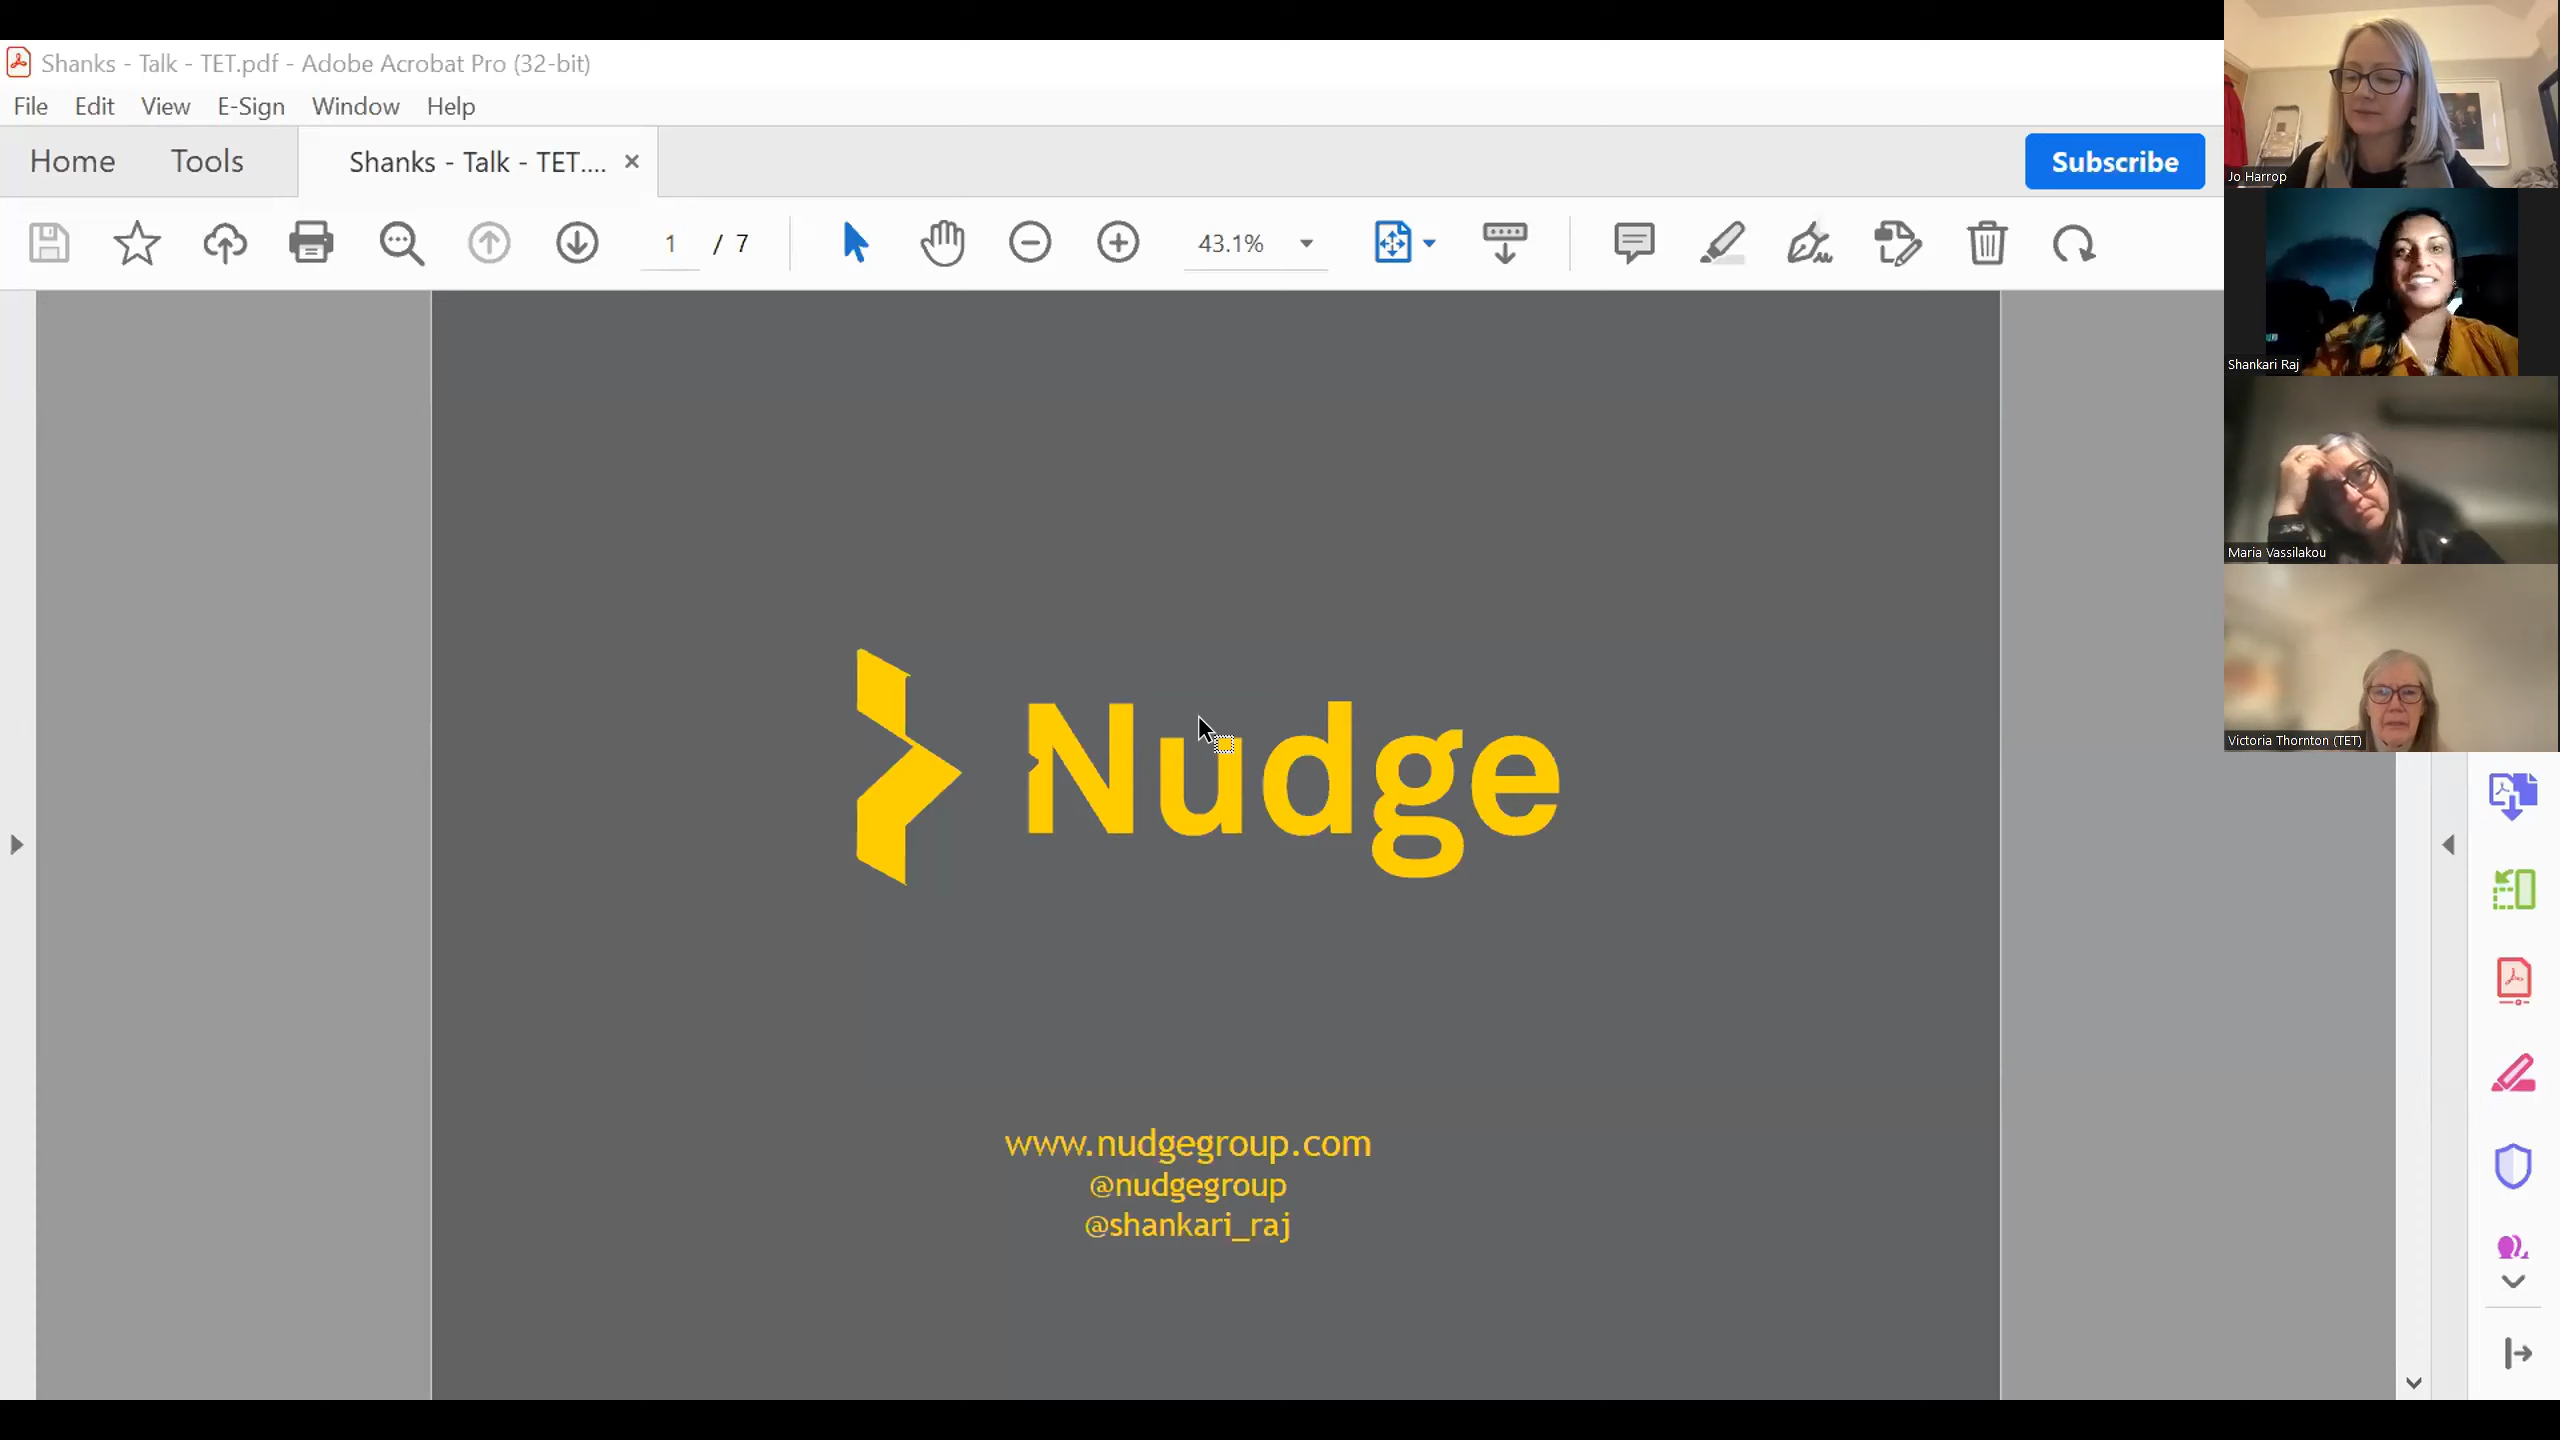 Shanks - Talk - TET.pdf - Adobe Acrobat Pro (32-bit)
File Edit View E-Sign Window Help
Home Tools Shanks - Talk - TET.... × Subscribe
1 / 7 43.1%
Jo Harrop
Shankari Raj
Maria Vassilakou
Victoria Thornton (TET)
Nudge
www.nudgegroup.com
@nudgegroup
@shankari_raj